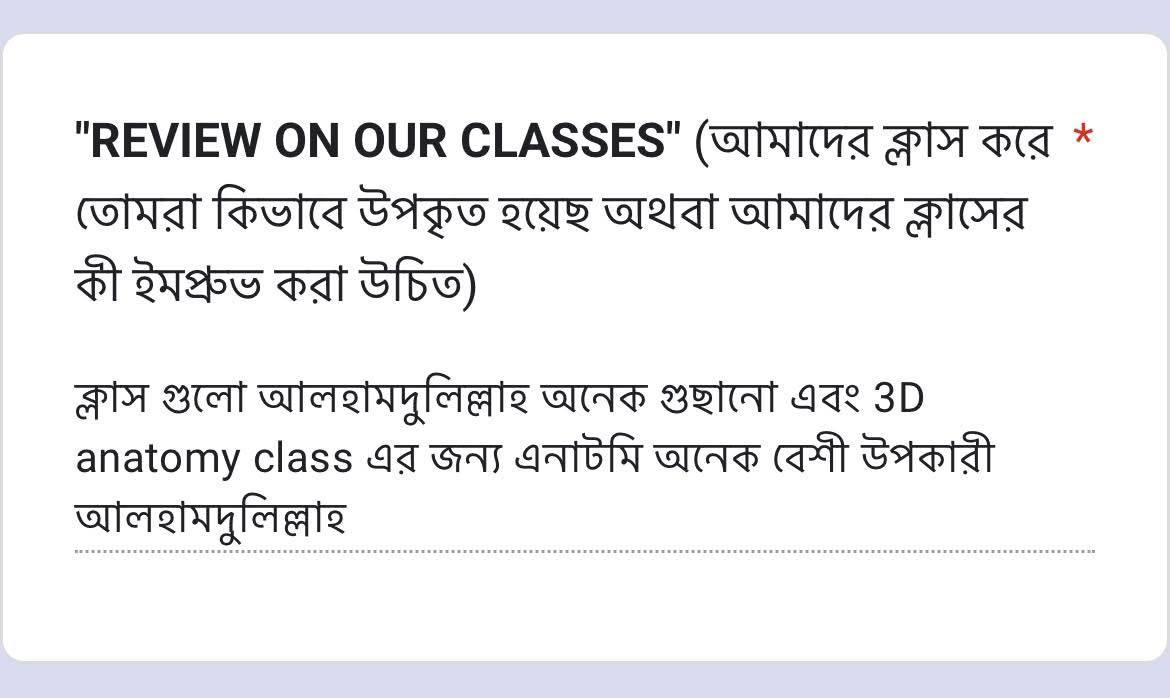 "REVIEW ON OUR CLASSES" (আমাদের ক্লাস করে *
তোমরা কিভাবে উপকৃত হয়েছ অথবা আমাদের ক্লাসের
কী ইমপ্রুভ করা উচিত)
ক্লাস গুলো আলহামদুলিল্লাহ অনেক গুছানো এবং 3D
anatomy class এর জন্য এনাটমি অনেক বেশী উপকারী
আলহামদুলিল্লাহ